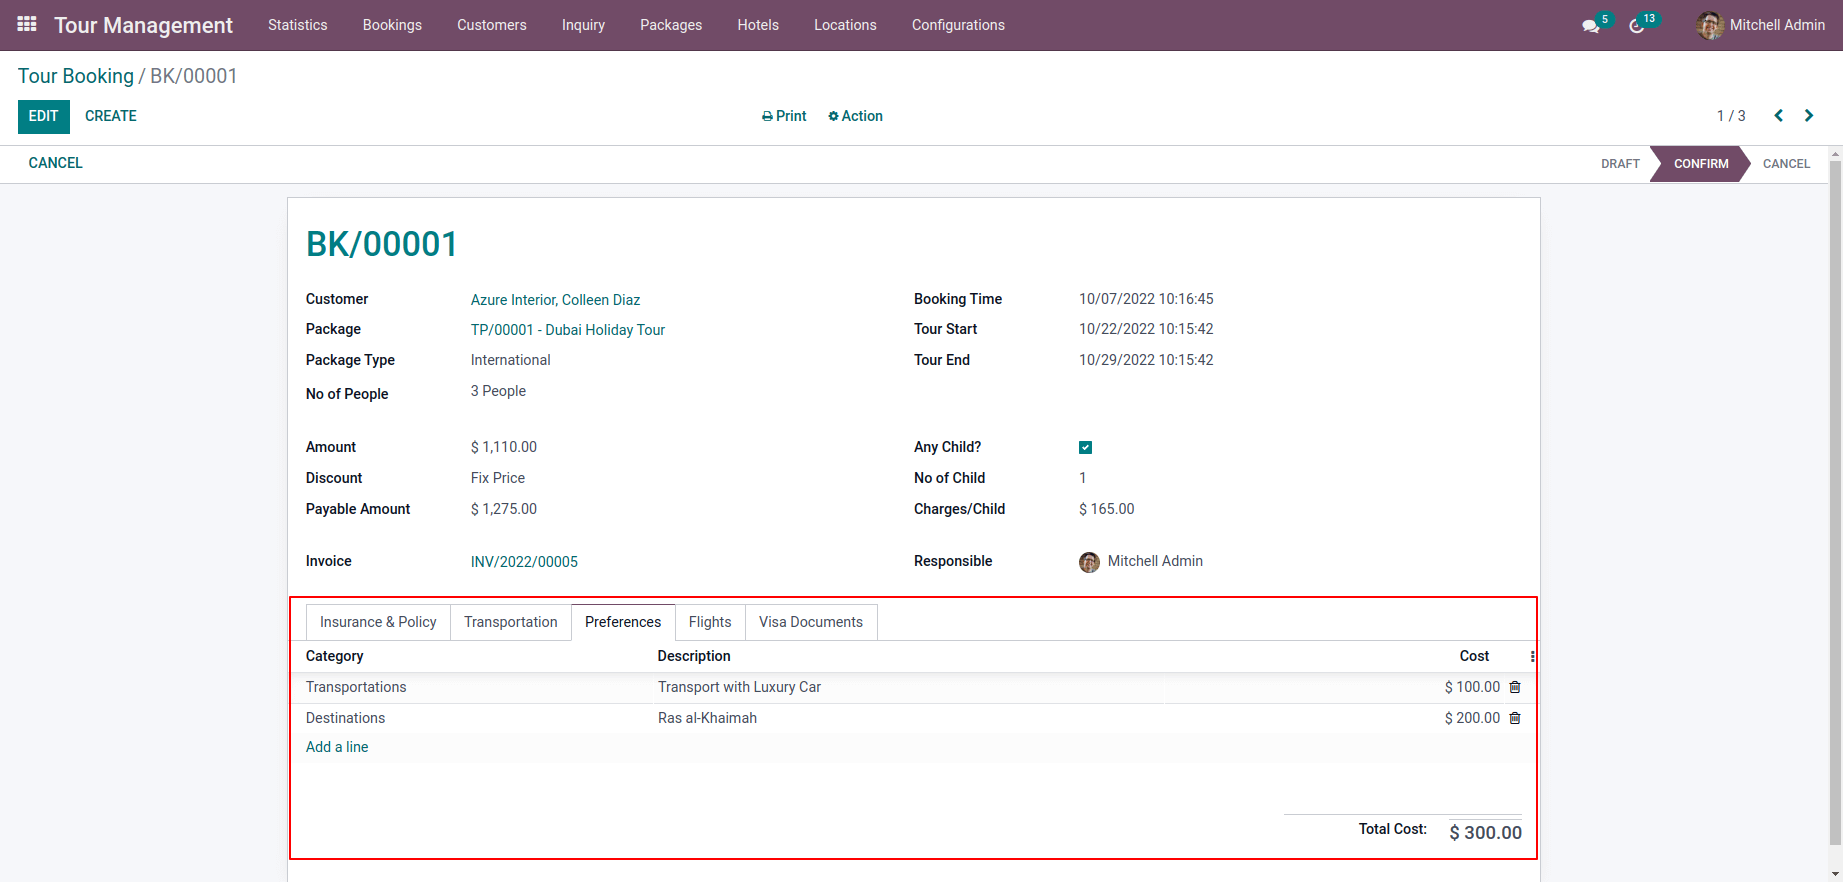 Tour Management Statistics Bookings Customers Inquiry Packages Hotels Locations Configurations 5 13 Mitchell Admin
Tour Booking / BK/00001
EDIT CREATE Print Action 1 / 3
CANCEL DRAFT CONFIRM CANCEL
BK/00001
Customer Azure Interior, Colleen Diaz Booking Time 10/07/2022 10:16:45
Package TP/00001 - Dubai Holiday Tour Tour Start 10/22/2022 10:15:42
Package Type International Tour End 10/29/2022 10:15:42
No of People 3 People
Amount $ 1,110.00 Any Child?
Discount Fix Price No of Child 1
Payable Amount $ 1,275.00 Charges/Child $ 165.00
Invoice INV/2022/00005 Responsible Mitchell Admin
Insurance & Policy Transportation Preferences Flights Visa Documents
Category Description Cost
Transportations Transport with Luxury Car $ 100.00
Destinations Ras al-Khaimah $ 200.00
Add a line
Total Cost: $ 300.00